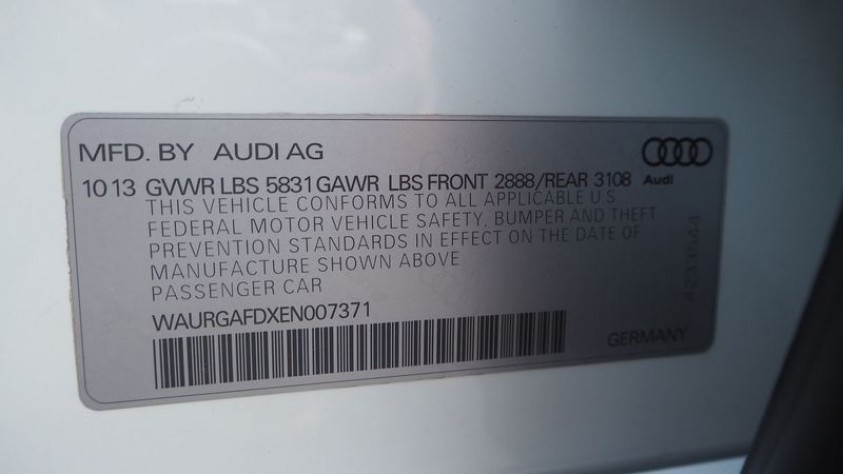 MFD. BY AUDI AG
Audi
10 13 GVWR LBS 5831 GAWR LBS FRONT 2888/REAR 3108
THIS VEHICLE CONFORMS TO ALL APPLICABLE U.S.
FEDERAL MOTOR VEHICLE SAFETY, BUMPER AND THEFT
PREVENTION STANDARDS IN EFFECT ON THE DATE OF
MANUFACTURE SHOWN ABOVE
PASSENGER CAR
WAURGAFDXEN007371
GERMANY